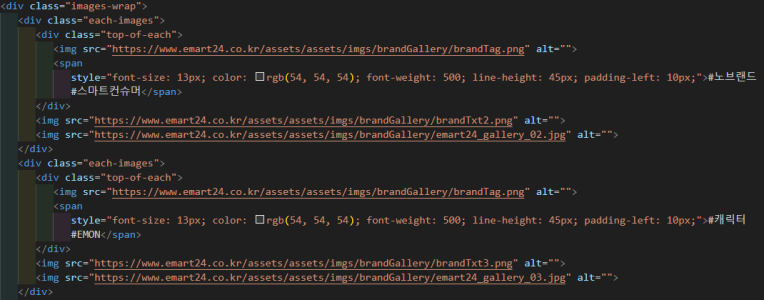 <div class="images-wrap">
<div class="each-images">
<div class="top-of-each">
<img src="https://www.emart24.co.kr/assets/assets/imgs/brandGallery/brandTag.png" alt="">
<span
style="font-size: 13px; color: rgb(54, 54, 54); font-weight: 500; line-height: 45px; padding-left: 10px;">#노브랜드
#스마트컨슈머</span>
</div>
<img src="https://www.emart24.co.kr/assets/assets/imgs/brandGallery/brandTxt2.png" alt="">
<img src="https://www.emart24.co.kr/assets/assets/imgs/brandGallery/emart24_gallery_02.jpg" alt="">
</div>
<div class="each-images">
<div class="top-of-each">
<img src="https://www.emart24.co.kr/assets/assets/imgs/brandGallery/brandTag.png" alt="">
<span
style="font-size: 13px; color: rgb(54, 54, 54); font-weight: 500; line-height: 45px; padding-left: 10px;">#캐릭터
#EMON</span>
</div>
<img src="https://www.emart24.co.kr/assets/assets/imgs/brandGallery/brandTxt3.png" alt="">
<img src="https://www.emart24.co.kr/assets/assets/imgs/brandGallery/emart24_gallery_03.jpg" alt="">
</div>